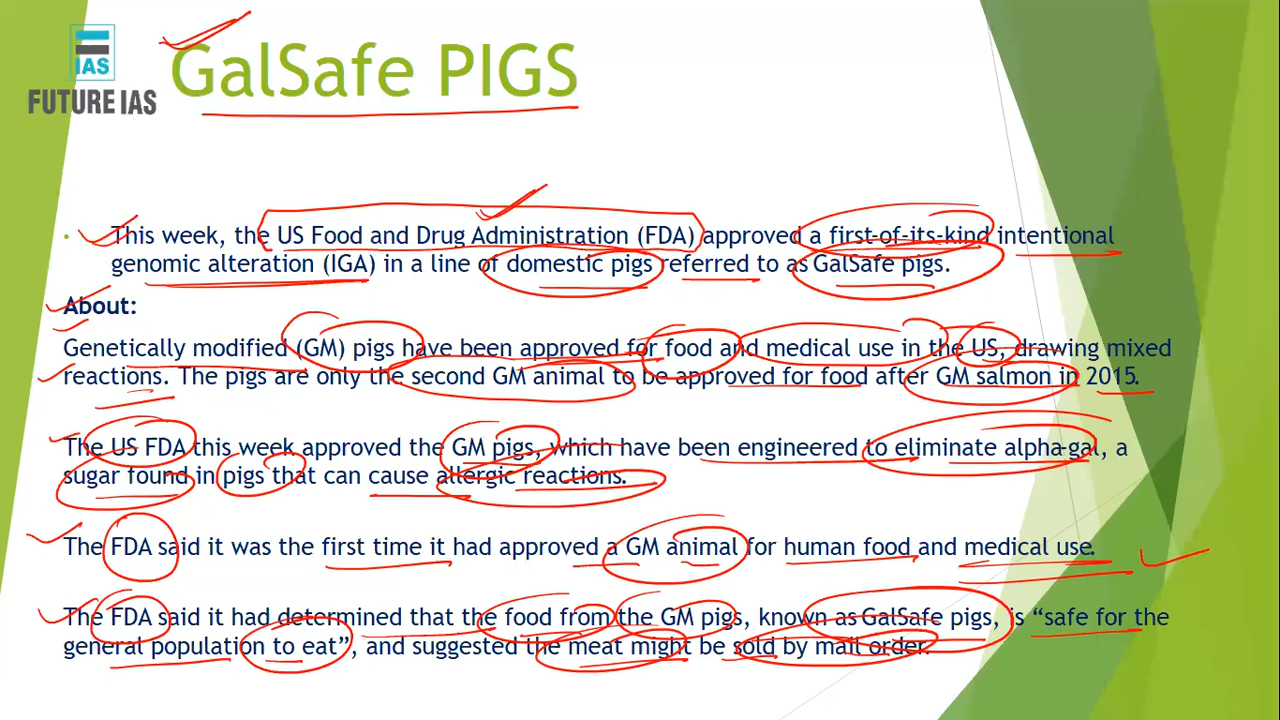 GalSafe PIGS
IAS
FUTURE IAS
• This week, the US Food and Drug Administration (FDA) approved a first-of-its-kind intentional
genomic alteration (IGA) in a line of domestic pigs referred to as GalSafe pigs.
About:
Genetically modified (GM) pigs have been approved for food and medical use in the US, drawing mixed
reactions. The pigs are only the second GM animal to be approved for food after GM salmon in 2015.
The US FDA this week approved the GM pigs, which have been engineered to eliminate alpha-gal, a
sugar found in pigs that can cause allergic reactions.
The FDA said it was the first time it had approved a GM animal for human food and medical use.
The FDA said it had determined that the food from the GM pigs, known as GalSafe pigs, is “safe for the
general population to eat”, and suggested the meat might be sold by mail order.